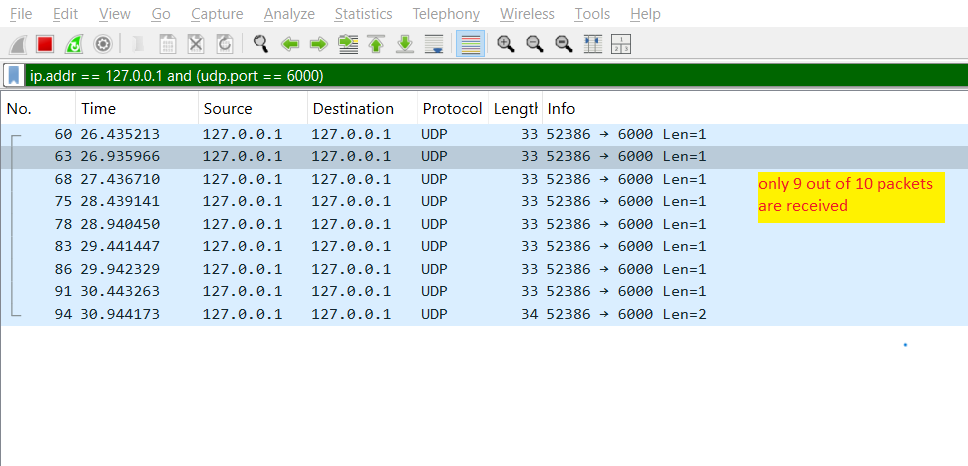 File Edit View Go Capture Analyze Statistics Telephony Wireless Tools Help
ip.addr == 127.0.0.1 and (udp.port == 6000)
No. Time Source Destination Protocol Length Info
60 26.435213 127.0.0.1 127.0.0.1 UDP 33 52386 → 6000 Len=1
63 26.935966 127.0.0.1 127.0.0.1 UDP 33 52386 → 6000 Len=1
68 27.436710 127.0.0.1 127.0.0.1 UDP 33 52386 → 6000 Len=1
75 28.439141 127.0.0.1 127.0.0.1 UDP 33 52386 → 6000 Len=1
78 28.940450 127.0.0.1 127.0.0.1 UDP 33 52386 → 6000 Len=1
83 29.441447 127.0.0.1 127.0.0.1 UDP 33 52386 → 6000 Len=1
86 29.942329 127.0.0.1 127.0.0.1 UDP 33 52386 → 6000 Len=1
91 30.443263 127.0.0.1 127.0.0.1 UDP 33 52386 → 6000 Len=1
94 30.944173 127.0.0.1 127.0.0.1 UDP 34 52386 → 6000 Len=2
only 9 out of 10 packets
are received